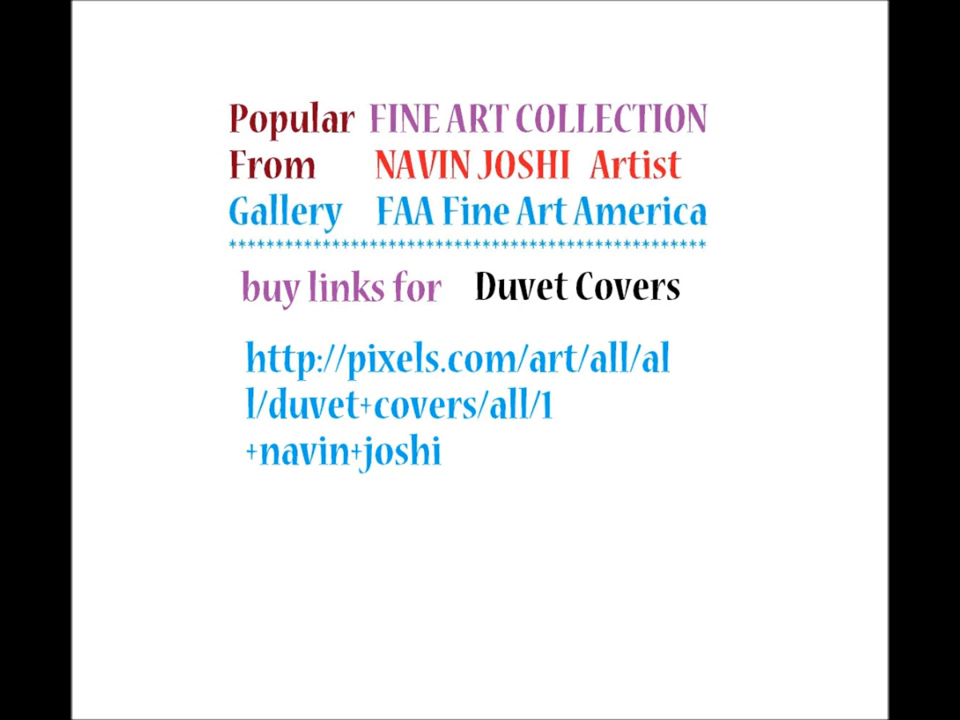 Popular FINE ART COLLECTION
From NAVIN JOSHI Artist
Gallery FAA Fine Art America
***************************************************
buy links for Duvet Covers
http://pixels.com/art/all/al
l/duvet+covers/all/1
+navin+joshi